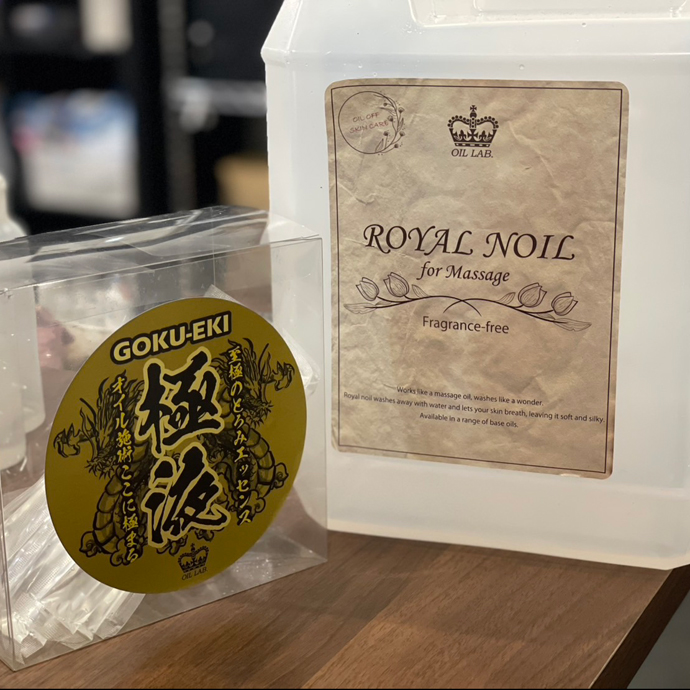 GOKU-EKI
極液
至極のとろみエッセンス
オイル施術ここに極まる
OIL LAB.
OIL OFF
SKIN CARE
OIL LAB.
ROYAL NOIL
for Massage
Fragrance-free
Works like a massage oil, washes like a wonder.
Royal noil washes away with water and lets your skin breath, leaving it soft and silky.
Available in a range of base oils.